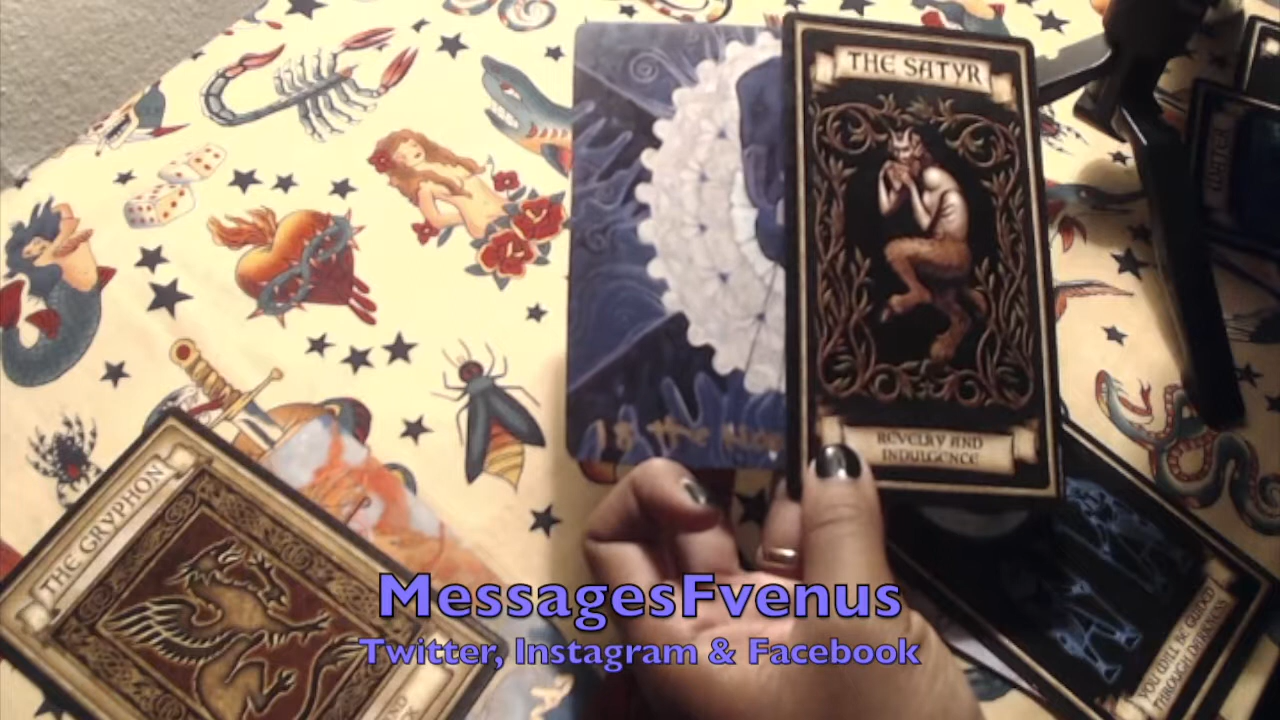 THE SATYR
REVELRY AND
INDULGENCE
THE GRYPHON
YOU WILL BE GUIDED
THROUGH DARKNESS
MessagesFvenus
Twitter, Instagram & Facebook